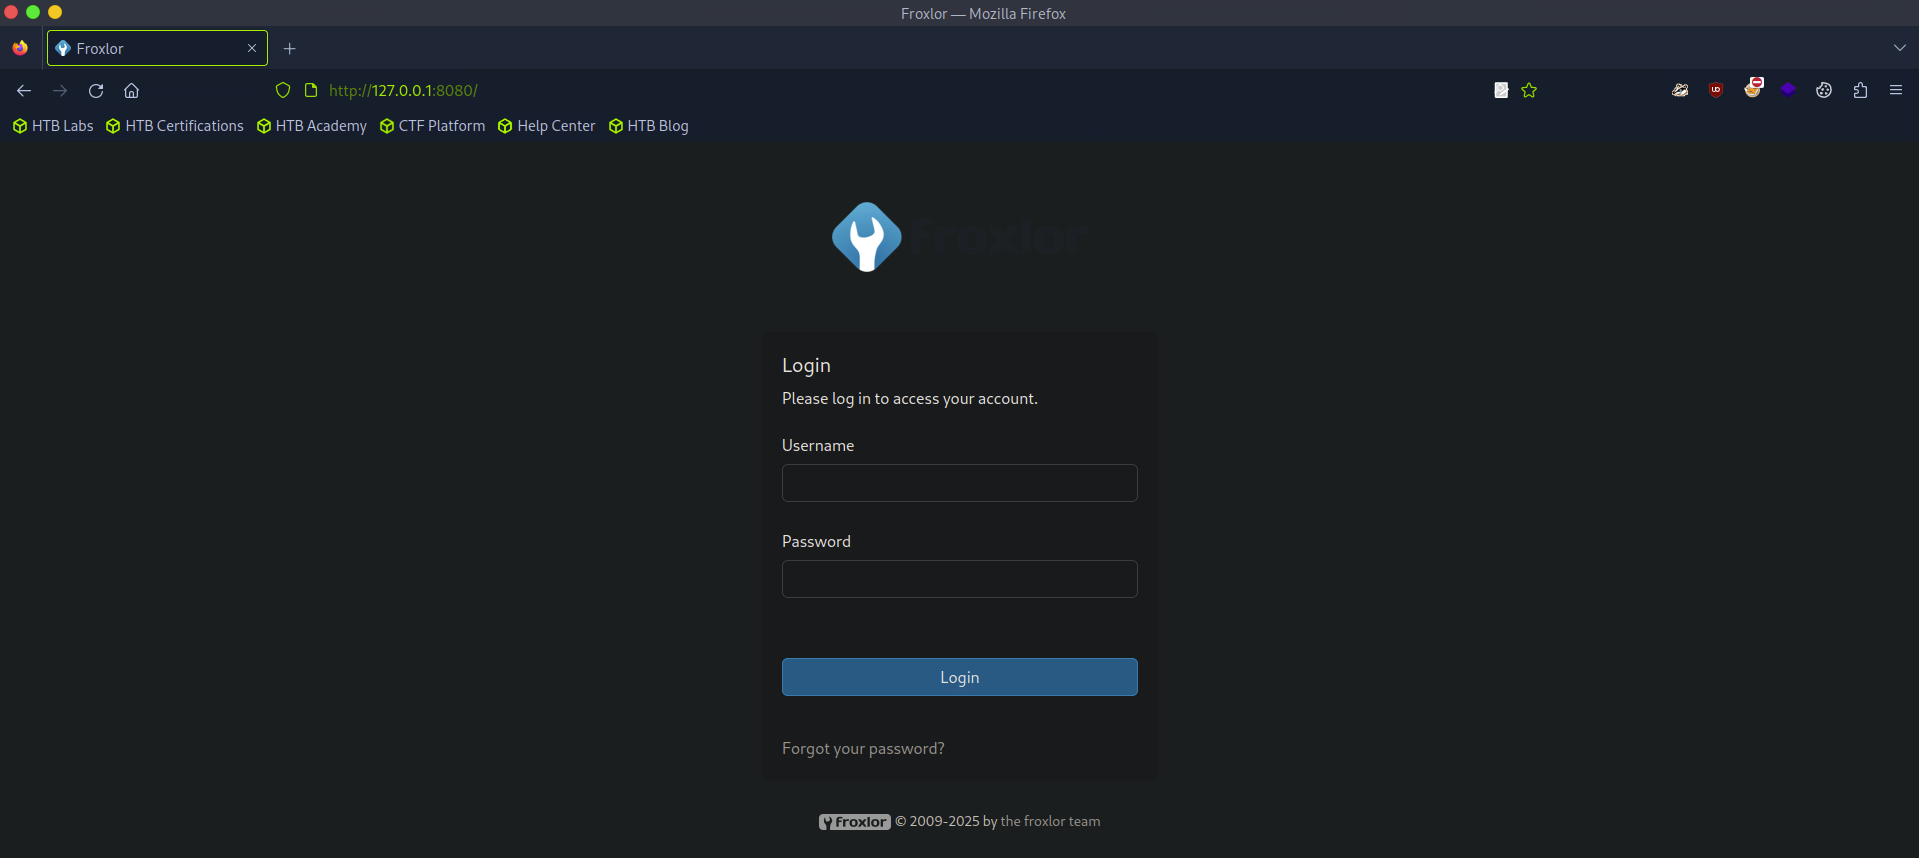 Froxlor — Mozilla Firefox
Froxlor
http://127.0.0.1:8080/
HTB Labs HTB Certifications HTB Academy CTF Platform Help Center HTB Blog
froxlor
Login
Please log in to access your account.
Username
Password
Login
Forgot your password?
froxlor © 2009-2025 by the froxlor team